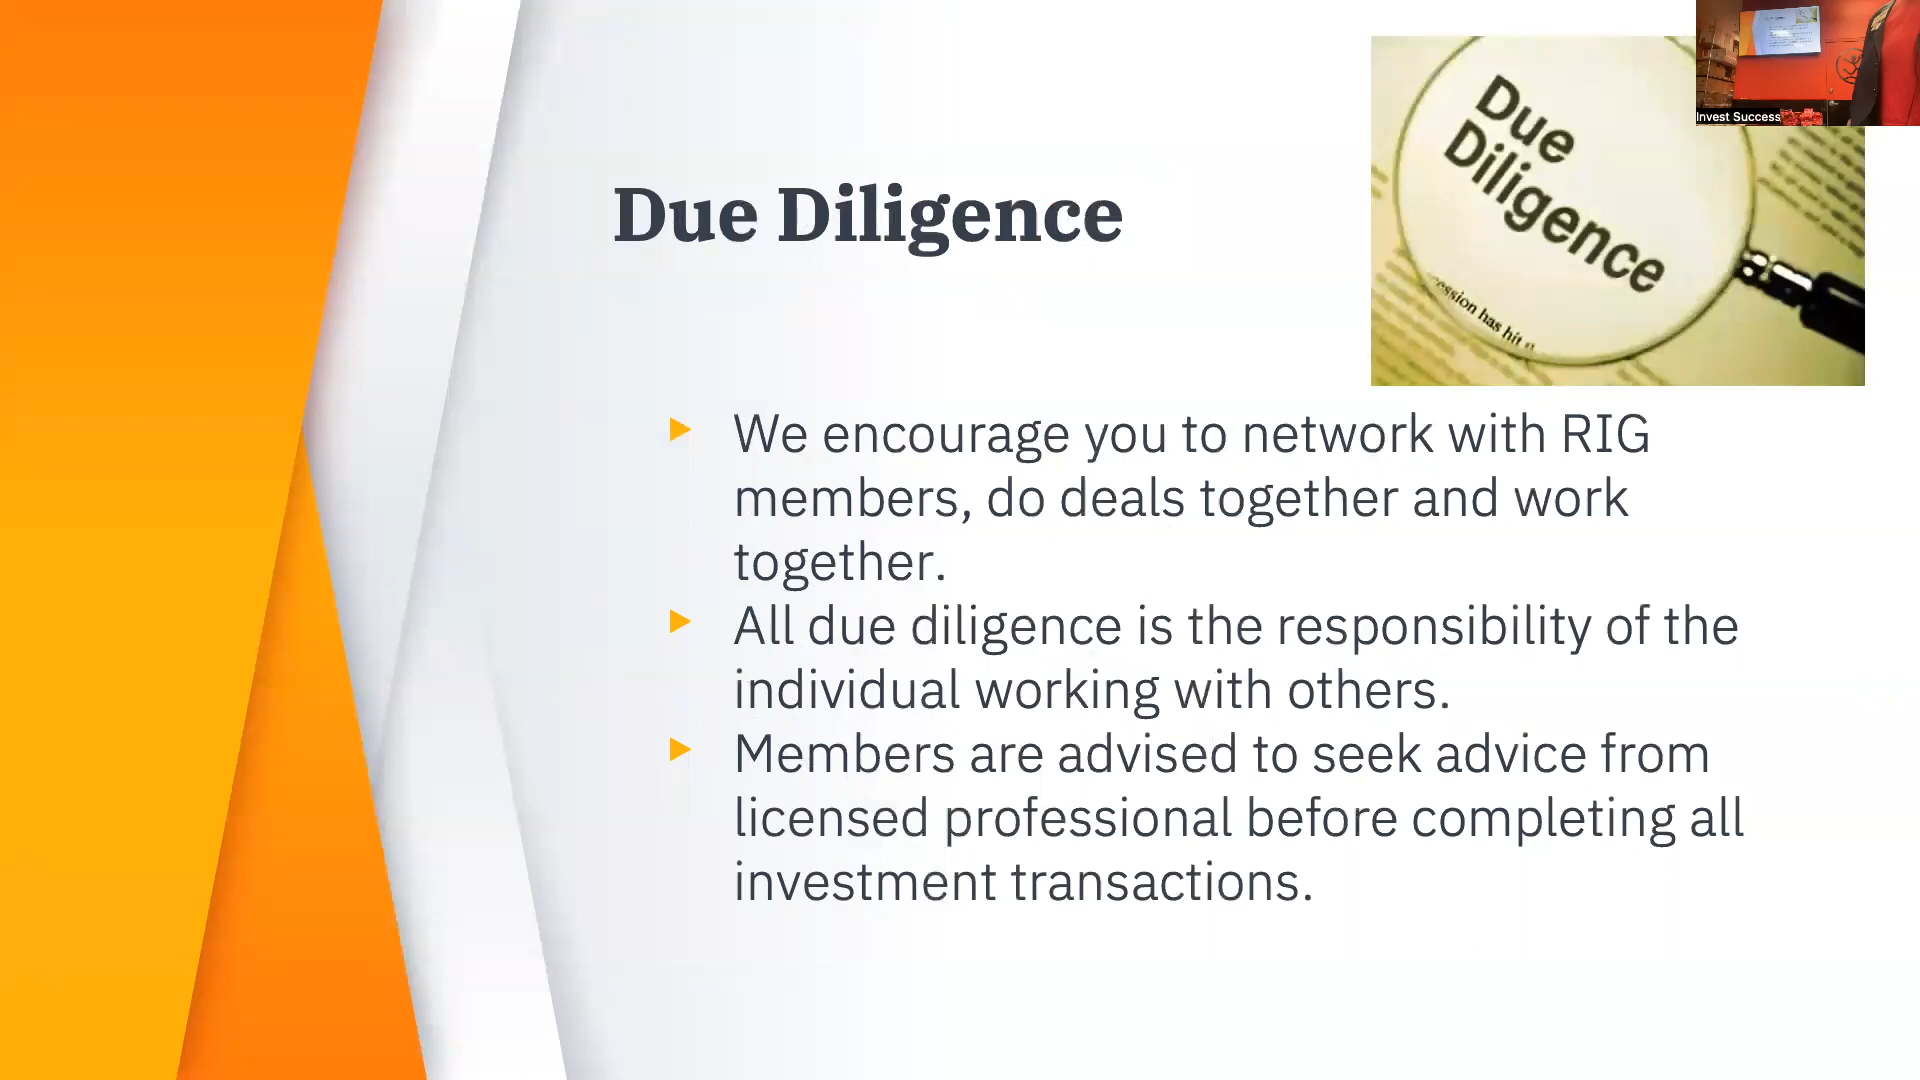 Due Diligence
Due
Diligence
ession has hit
Invest Success
We encourage you to network with RIG
members, do deals together and work
together.
All due diligence is the responsibility of the
individual working with others.
Members are advised to seek advice from
licensed professional before completing all
investment transactions.